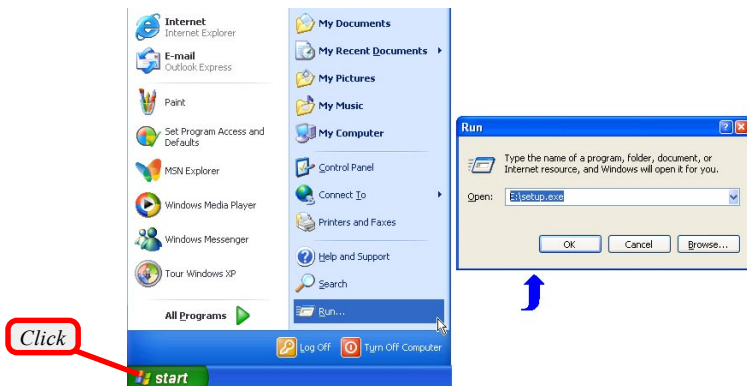 Internet
Internet Explorer
E-mail
Outlook Express
Paint
Set Program Access and
Defaults
MSN Explorer
Windows Media Player
Windows Messenger
Tour Windows XP
All Programs
My Documents
My Recent Documents
My Pictures
My Music
My Computer
Control Panel
Connect To
Printers and Faxes
Help and Support
Search
Run...
Log Off
Turn Off Computer
start
Click
Run
Type the name of a program, folder, document, or
Internet resource, and Windows will open it for you.
Open:
E:\setup.exe
OK
Cancel
Browse...